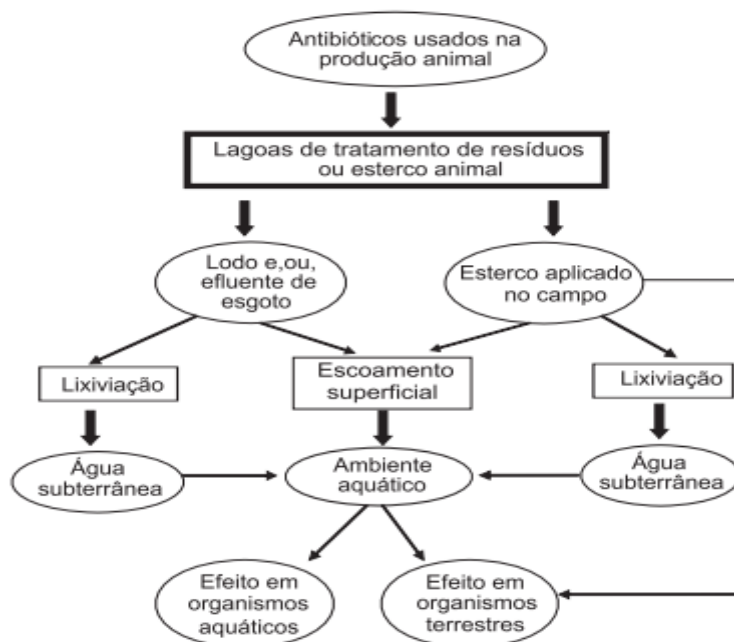 Antibióticos usados na
produção animal
Lagoas de tratamento de resíduos
ou esterco animal
Lodo e,ou,
efluente de
esgoto
Esterco aplicado
no campo
Lixiviação
Escoamento
superficial
Lixiviação
Água
subterrânea
Ambiente
aquático
Água
subterrânea
Efeito em
organismos
aquáticos
Efeito em
organismos
terrestres